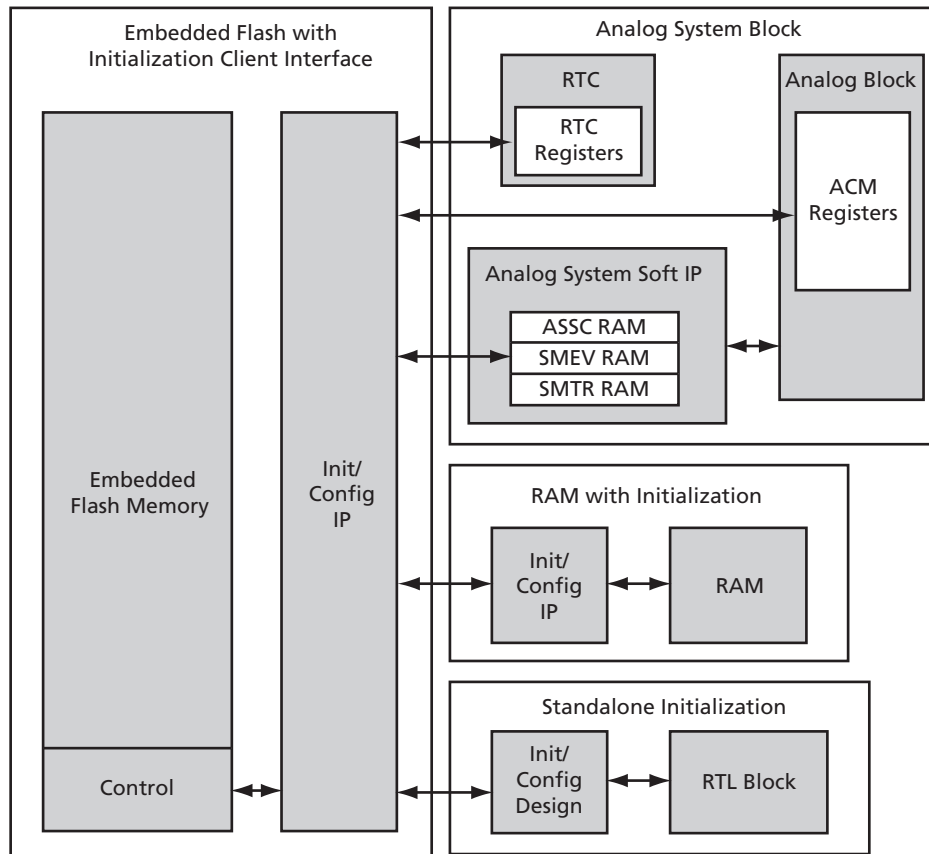 Embedded Flash with
Initialization Client Interface
Embedded
Flash Memory
Control
Init/
Config
IP
Analog System Block
RTC
RTC
Registers
Analog Block
ACM
Registers
Analog System Soft IP
ASSC RAM
SMEV RAM
SMTR RAM
RAM with Initialization
Init/
Config
IP
RAM
Standalone Initialization
Init/
Config
Design
RTL Block